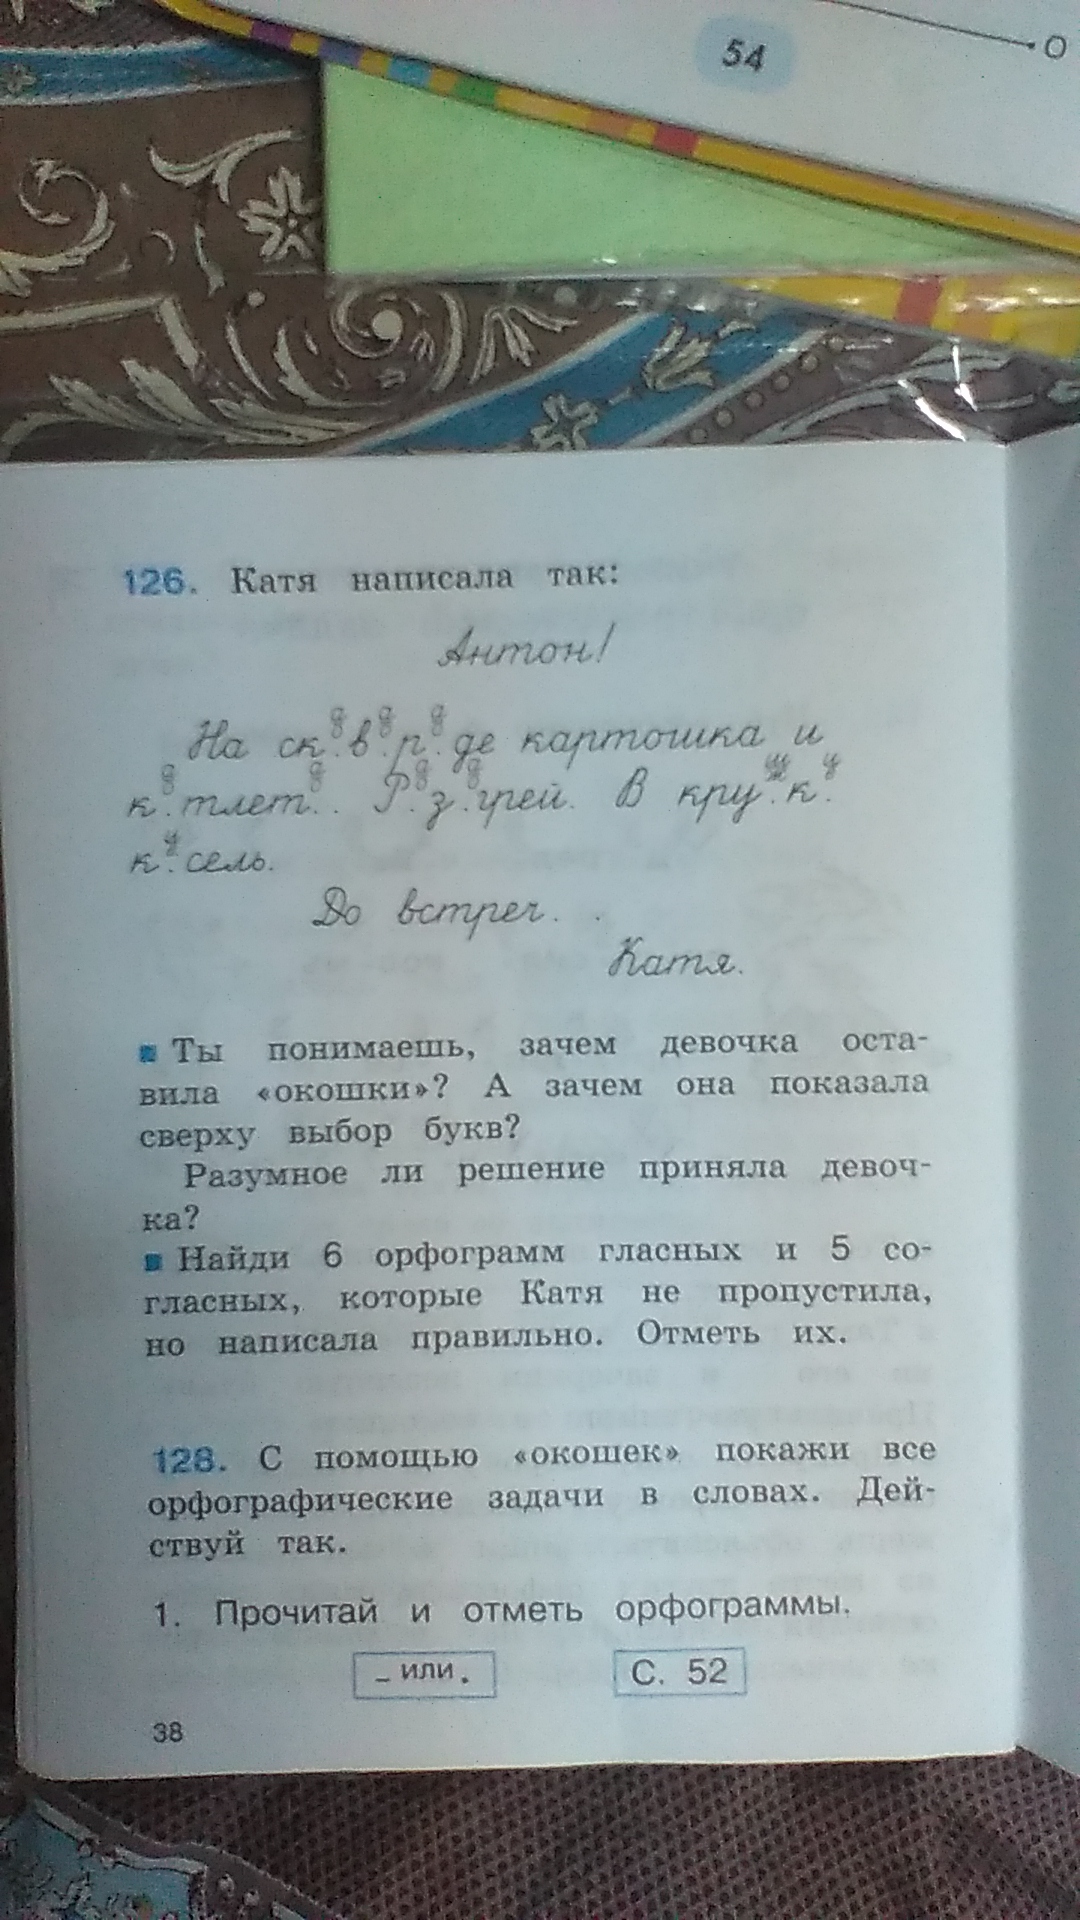 54
О
126. Катя написала так:
Антон!
На ск.в.р.де картошка и
к.тлет.. Р.з.грей. В кру.к.
к.сель.
До встреч. .
Катя.
Ты понимаешь, зачем девочка оста-
вила «окошки»? А зачем она показала
сверху выбор букв?
Разумное ли решение приняла девоч-
ка?
Найди 6 орфограмм гласных и 5 со-
гласных, которые Катя не пропустила,
но написала правильно. Отметь их.
128. С помощью «окошек» покажи все
орфографические задачи в словах. Дей-
ствуй так.
1. Прочитай и отметь орфограммы.
_ или .
С. 52
38